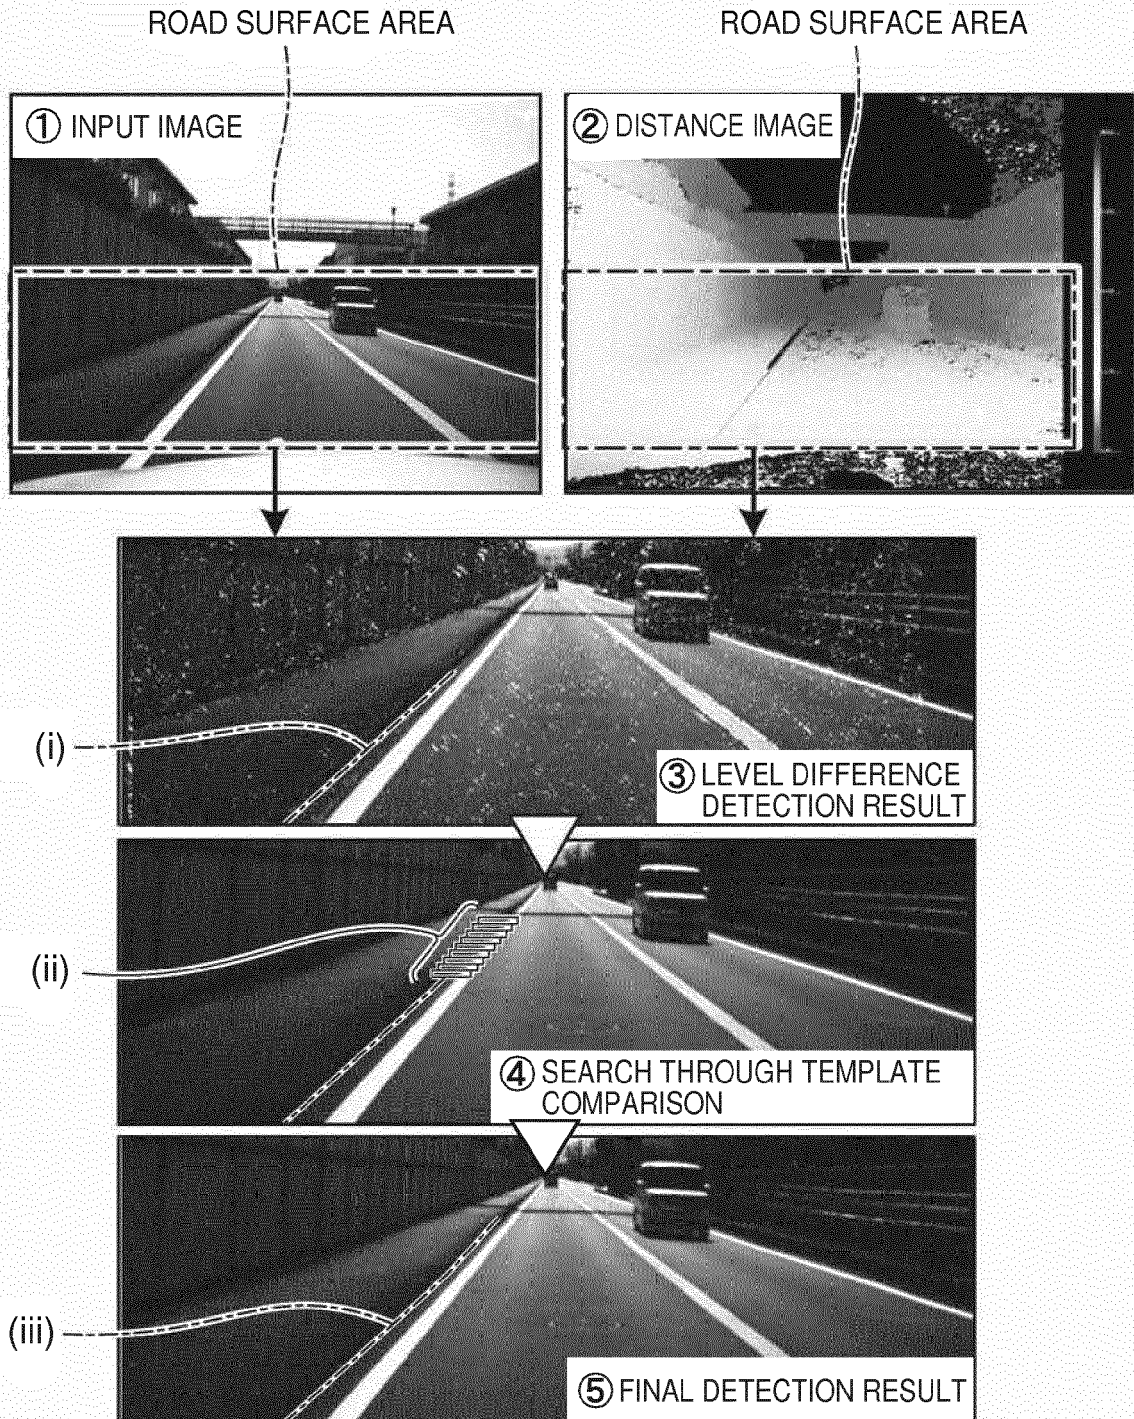 ROAD SURFACE AREA
ROAD SURFACE AREA
① INPUT IMAGE
② DISTANCE IMAGE
(i)
③ LEVEL DIFFERENCE
DETECTION RESULT
(ii)
④ SEARCH THROUGH TEMPLATE
COMPARISON
(iii)
⑤ FINAL DETECTION RESULT